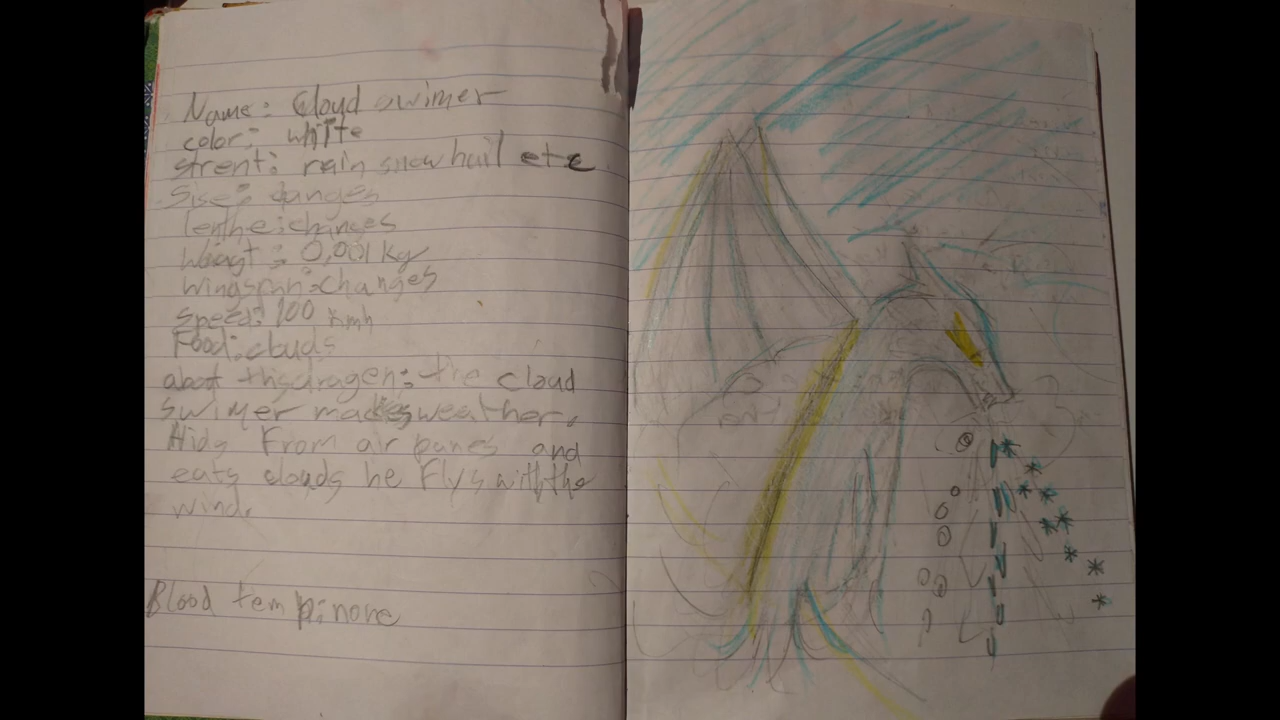 Name: Cloud swimer
color: white
strent: rain snow hail etc
Sise: changes
lenthe: changes
Waigt: 0,001 kg
wingspan: changes
speed: 100 kmh
Food: clouds
about this dragen: the cloud
swimer makes weather.
Hids From air panes and
eats clouds he Flys with the
wind.
Blood temp: none